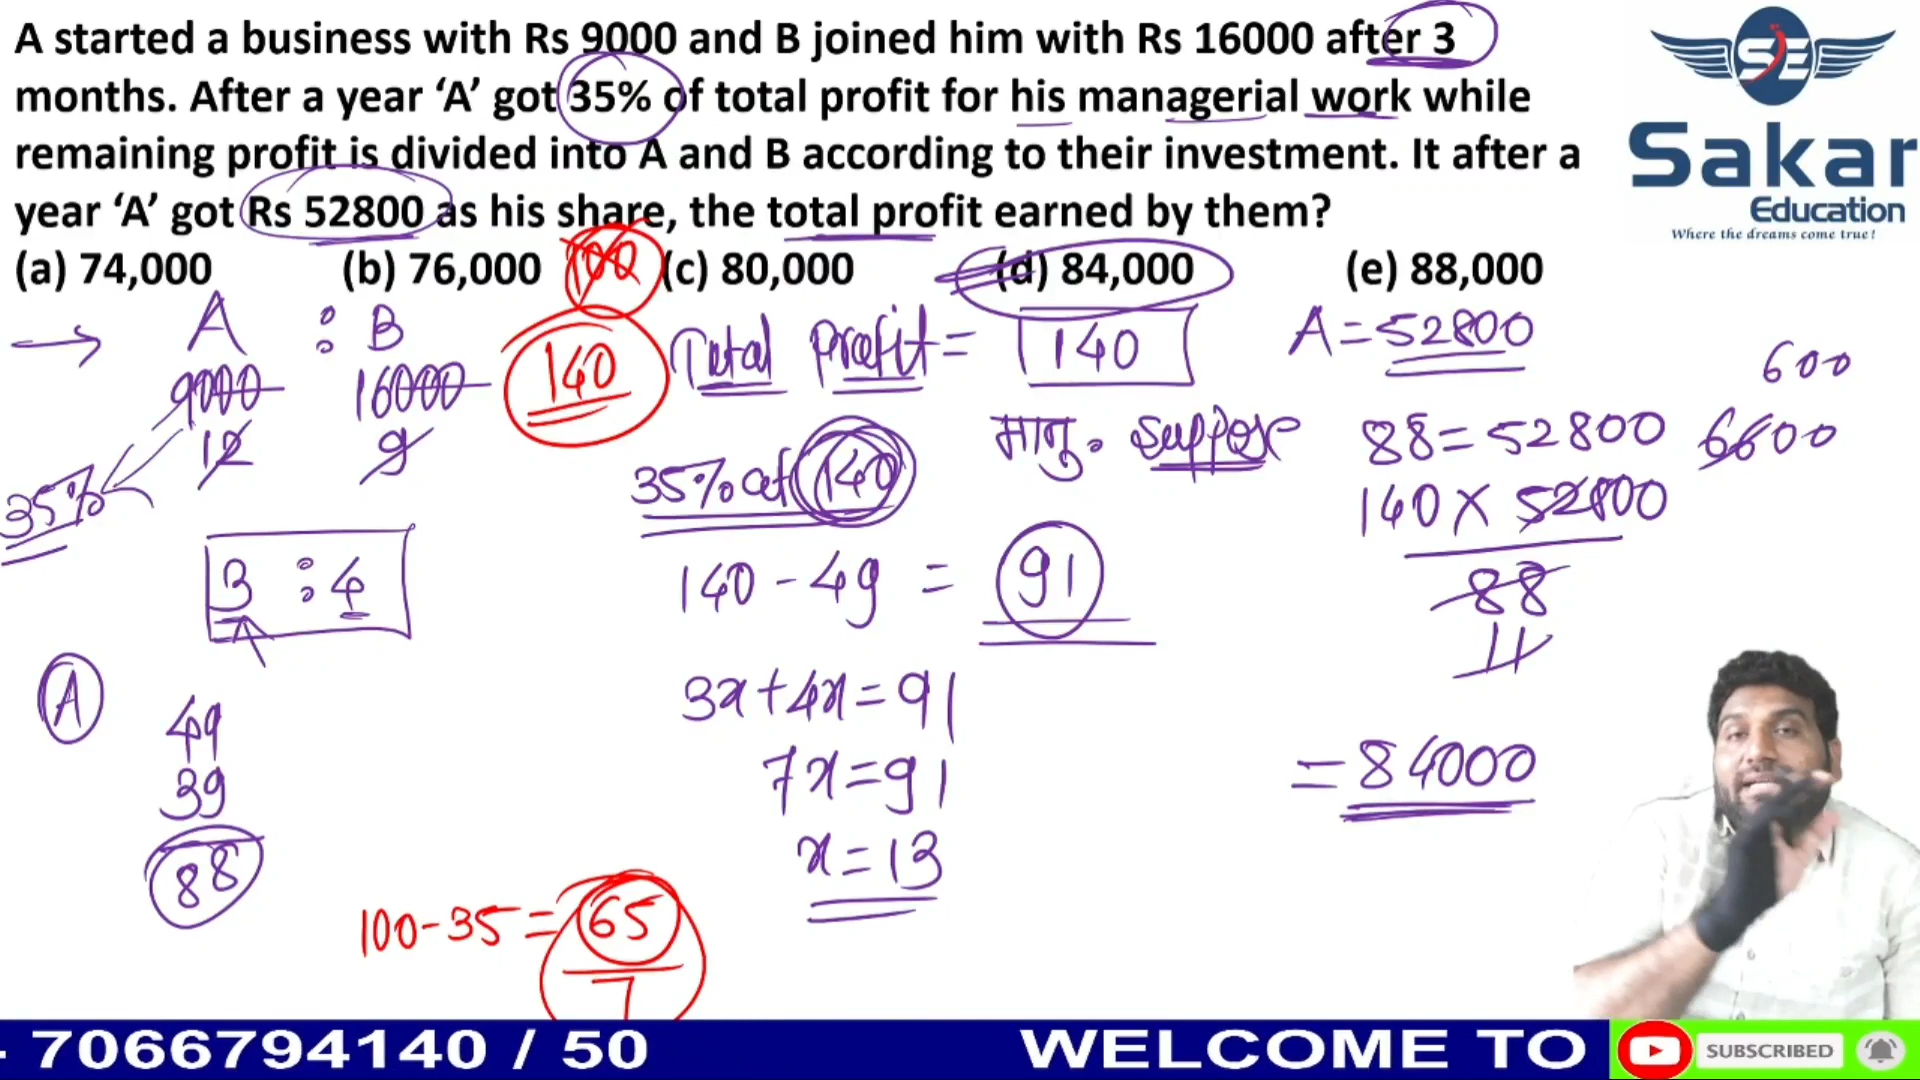 A started a business with Rs 9000 and B joined him with Rs 16000 after 3
months. After a year ‘A’ got 35% of total profit for his managerial work while
remaining profit is divided into A and B according to their investment. It after a
year ‘A’ got Rs 52800 as his share, the total profit earned by them?
(a) 74,000 (b) 76,000 (c) 80,000 (d) 84,000 (e) 88,000
SE
Sakar
Education
Where the dreams come true!
A : B
9000 16000
12 9
35%
3 : 4
A
49
39
88
100
140
Total Profit = 140
35% of 140
मानु. Suppose
140 - 49 = 91
3x + 4x = 91
7x = 91
x = 13
100 - 35 = 65
7
A = 52800
600
88 = 52800 6600
140 × 52800
88
11
= 84000
- 7066794140 / 50 WELCOME TO
SUBSCRIBED